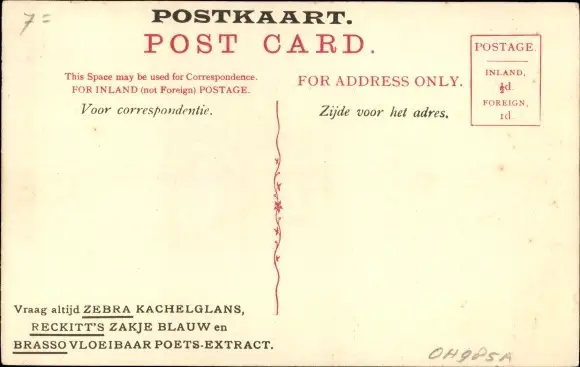 7=
POSTKAART.
POST CARD.
This Space may be used for Correspondence.
FOR INLAND (not Foreign) POSTAGE.
Voor correspondentie.
FOR ADDRESS ONLY.
Zijde voor het adres.
POSTAGE.
INLAND,
½d.
FOREIGN,
1d.
Vraag altijd ZEBRA KACHELGLANS,
RECKITT'S ZAKJE BLAUW en
BRASSO VLOEIBAAR POETS-EXTRACT.
OH985A